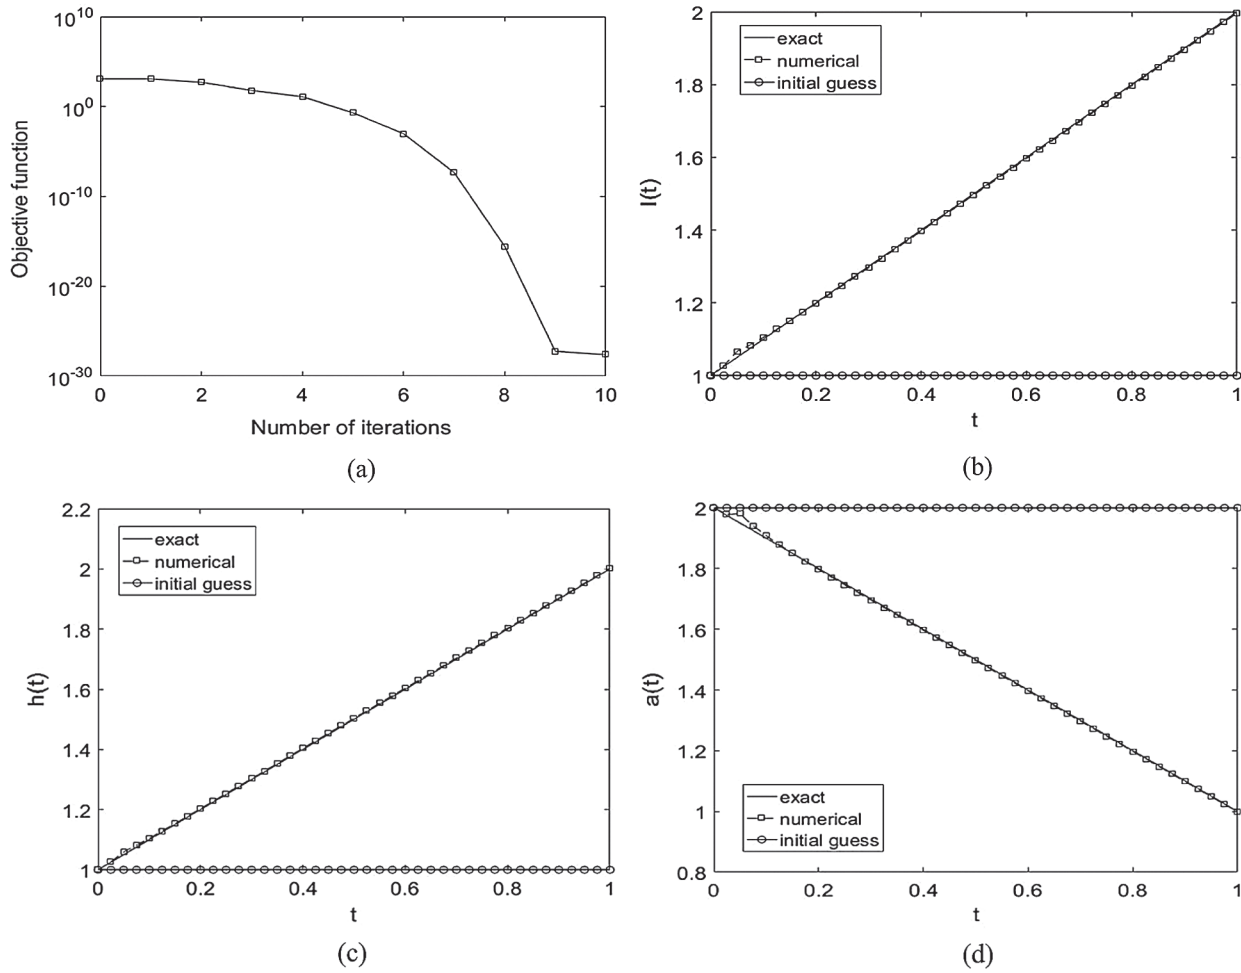 10^10
10^0
10^-10
10^-20
10^-30
Objective function
0 2 4 6 8 10
Number of iterations
(a)
2
1.8
1.6
1.4
1.2
1
l(t)
exact
numerical
initial guess
0 0.2 0.4 0.6 0.8 1
t
(b)
2.2
2
1.8
1.6
1.4
1.2
1
h(t)
exact
numerical
initial guess
0 0.2 0.4 0.6 0.8 1
t
(c)
2
1.8
1.6
1.4
1.2
1
0.8
a(t)
exact
numerical
initial guess
0 0.2 0.4 0.6 0.8 1
t
(d)